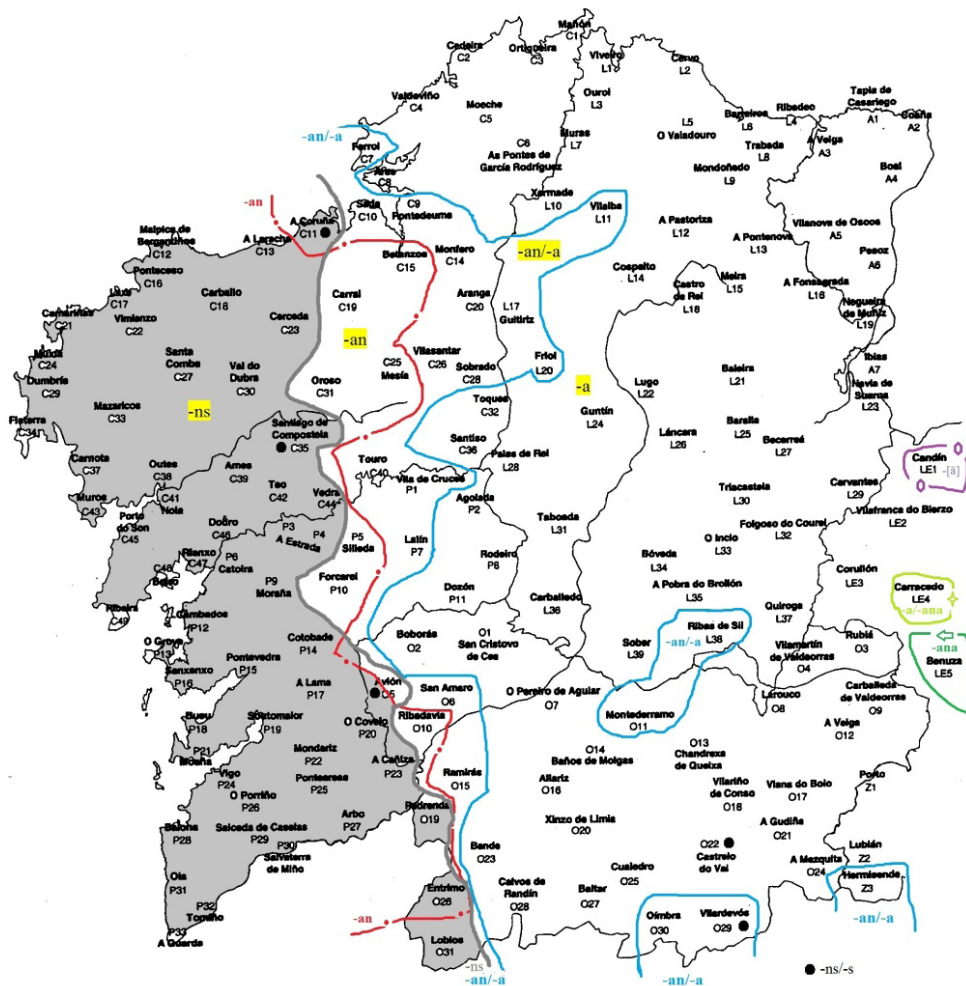 Mañón
C1
Cedeira
C2
Ortigueira
C3
Viveiro
L1
Cervo
L2
Valdoviño
C4
Moeche
C5
Ourol
L3
Barreiros
L6
Ribadeo
L4
Tapia de
Casariego
A1
Coaña
A2
L5
O Valadouro
-an/-a
Ferrol
C7
C6
As Pontes de
García Rodríguez
Muras
L7
Trabada
L8
A Veiga
A3
Mondoñedo
L9
Boal
A4
Ares
C8
-an
Sada
C10
C9
Pontedeume
Xermade
L10
Vilalba
L11
A Pastoriza
L12
Vilanova de Oscos
A5
A Coruña
C11
Malpica de
Bergantiños
C12
A Laracha
C13
Betanzos
C15
Monfero
C14
-an/-a
A Pontenova
L13
Pesoz
A6
Ponteceso
C16
Cospeito
L14
Meira
L15
A Fonsagrada
L16
Laxe
C17
Carballo
C18
Carral
C19
Aranga
C20
L17
Guitiriz
Castro
de Rei
L18
Negueira
de Muñiz
L19
Camariñas
C21
Vimianzo
C22
Cerceda
C23
-an
Muxía
C24
Santa
Comba
C27
Val do
Dubra
C30
C25
Mesía
Vilasantar
C26
Sobrado
C28
Friol
L20
Baleira
L21
Ibias
A7
Dumbría
C29
Oroso
C31
-a
Lugo
L22
Navia de
Suarna
L23
Mazaricos
C33
-ns
Toques
C32
Guntín
L24
Fisterra
C34
Santiago de
Compostela
C35
Baralla
L25
Láncara
L26
Becerreá
L27
Santiso
C36
Palas de Rei
L28
Carnota
C37
Outes
C38
Ames
C39
Touro
C40
Vila de Cruces
P1
Candín
LE1
-[ã]
Muros
C43
C41
Noia
Teo
C42
Vedra
C44
Agolada
P2
Triacastela
L30
Cervantes
L29
Vilafranca do Bierzo
LE2
Porto
do Son
C45
Dodro
C46
P3
A Estrada
P4
P5
Silleda
Lalín
P7
Taboada
L31
Folgoso do Courel
L32
O Incio
L33
Rianxo
C47
P6
Catoira
Rodeiro
P8
Bóveda
L34
Corullón
LE3
C48
Boiro
P9
Moraña
Forcarei
P10
Dozón
P11
Carballedo
L36
A Pobra do Brollón
L35
Carracedo
LE4
-a/-ana
Ribeira
C49
Cambados
P12
Quiroga
L37
O Grove
P13
Cotobade
P14
Boborás
O2
O1
San Cristovo
de Cea
Sober
L39
-an/-a
Ribas de Sil
L38
Vilamartín
de Valdeorras
O4
Rubiá
O3
-ana
Benuza
LE5
Sanxenxo
P16
Pontevedra
P15
A Lama
P17
Avión
O5
San Amaro
O6
O Pereiro de Aguiar
O7
Larouco
O8
Carballeda
de Valdeorras
O9
Bueu
P18
Soutomaior
P19
O Covelo
P20
Ribadavia
O10
Montederramo
O11
A Veiga
O12
P21
Moaña
Mondariz
P22
A Cañiza
P23
O14
Baños de Molgas
O13
Chandrexa
de Queixa
Vigo
P24
Ponteareas
P25
Ramirás
O15
Allariz
O16
Vilariño
de Conso
O18
Viana do Bolo
O17
Porto
Z1
O Porriño
P26
Arbo
P27
Padrenda
O19
Xinzo de Limia
O20
A Gudiña
O21
Baiona
P28
Salceda de Caselas
P29
P30
Salvaterra
de Miño
Bande
O23
O22
Castrelo
do Val
A Mezquita
O24
Lubián
Z2
Oia
P31
Entrimo
O26
Calvos de
Randín
O28
Baltar
O27
Cualedro
O25
Hermisende
Z3
P32
Tomiño
P33
A Guarda
-an
Lobios
O31
Oímbra
O30
Vilardevós
O29
-an/-a
-ns
-an/-a
-an/-a
-ns/-s